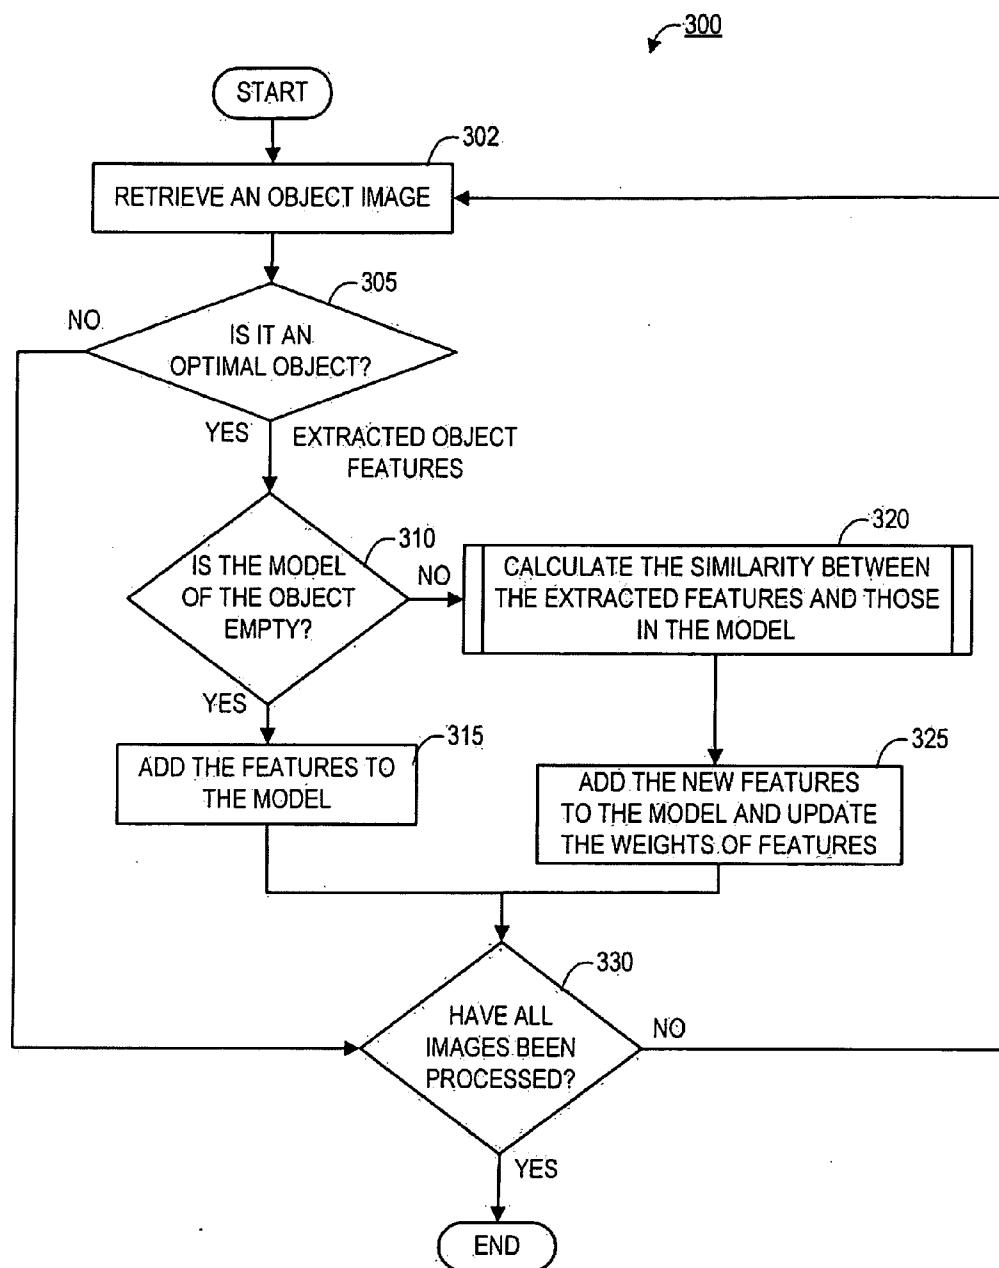 300
START
302
RETRIEVE AN OBJECT IMAGE
305
NO
IS IT AN
OPTIMAL OBJECT?
YES
EXTRACTED OBJECT
FEATURES
310
IS THE MODEL
OF THE OBJECT
EMPTY?
NO
320
CALCULATE THE SIMILARITY BETWEEN
THE EXTRACTED FEATURES AND THOSE
IN THE MODEL
YES
315
ADD THE FEATURES TO
THE MODEL
325
ADD THE NEW FEATURES
TO THE MODEL AND UPDATE
THE WEIGHTS OF FEATURES
330
HAVE ALL
IMAGES BEEN
PROCESSED?
NO
YES
END